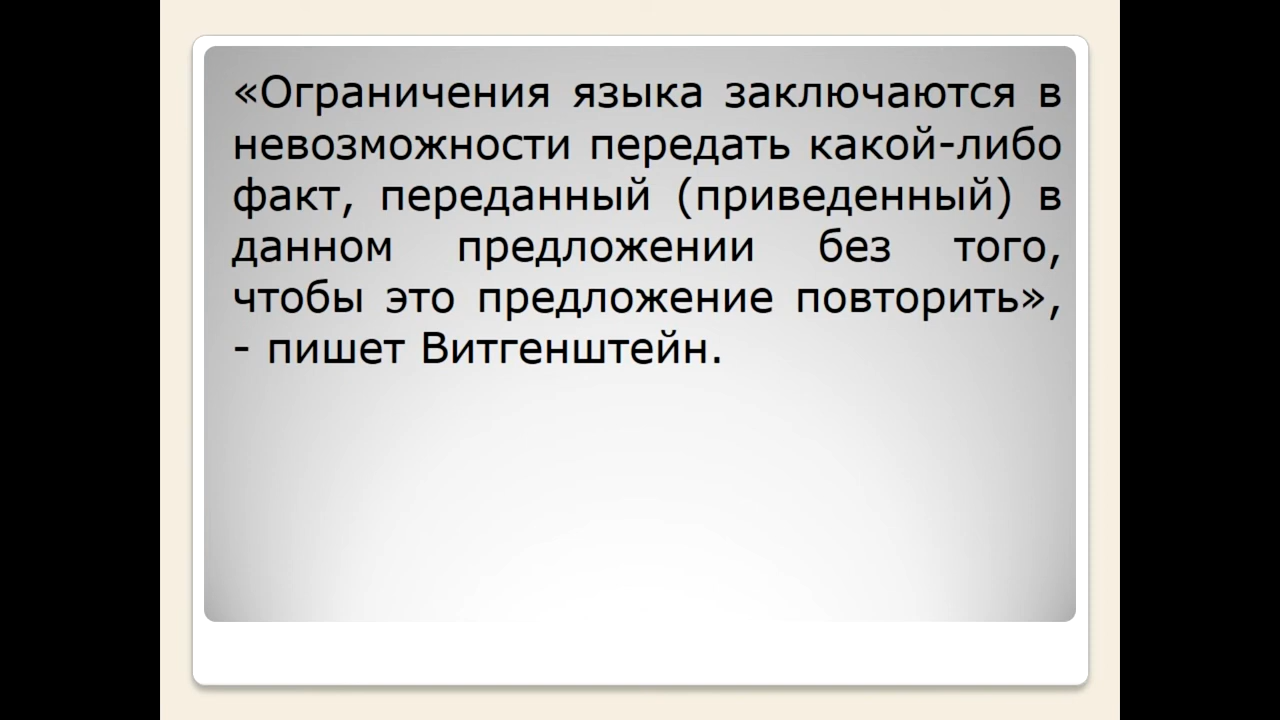 «Ограничения языка заключаются в
невозможности передать какой-либо
факт, переданный (приведенный) в
данном предложении без того,
чтобы это предложение повторить»,
- пишет Витгенштейн.